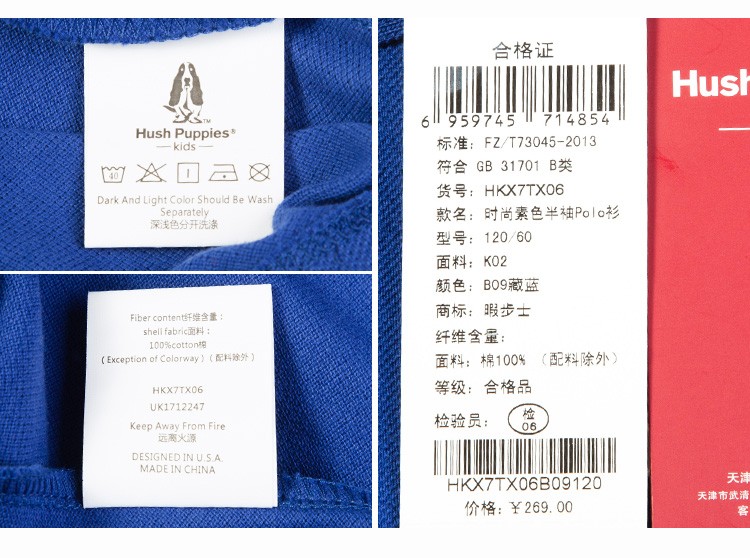 Hush Puppies®
kids
40
Dark And Light Color Should Be Wash
Separately
深浅色分开洗涤
Fiber content纤维含量：
shell fabric面料：
100%cotton棉
(Exception of Colorway) (配料除外)
HKX7TX06
UK1712247
Keep Away From Fire
远离火涤
DESIGNED IN U.S.A.
MADE IN CHINA
合格证
6 959745 714854
标准: FZ/T73045-2013
符合 GB 31701 B类
货号: HKX7TX06
款名: 时尚素色半袖Polo衫
型号: 120/60
面料: K02
颜色: B09藏蓝
商标: 暇步士
纤维含量:
面料: 棉100% (配料除外)
等级: 合格品
检验员: 检
06
HKX7TX06B09120
价格: ¥269.00
Hush
天津
天津市武清
客